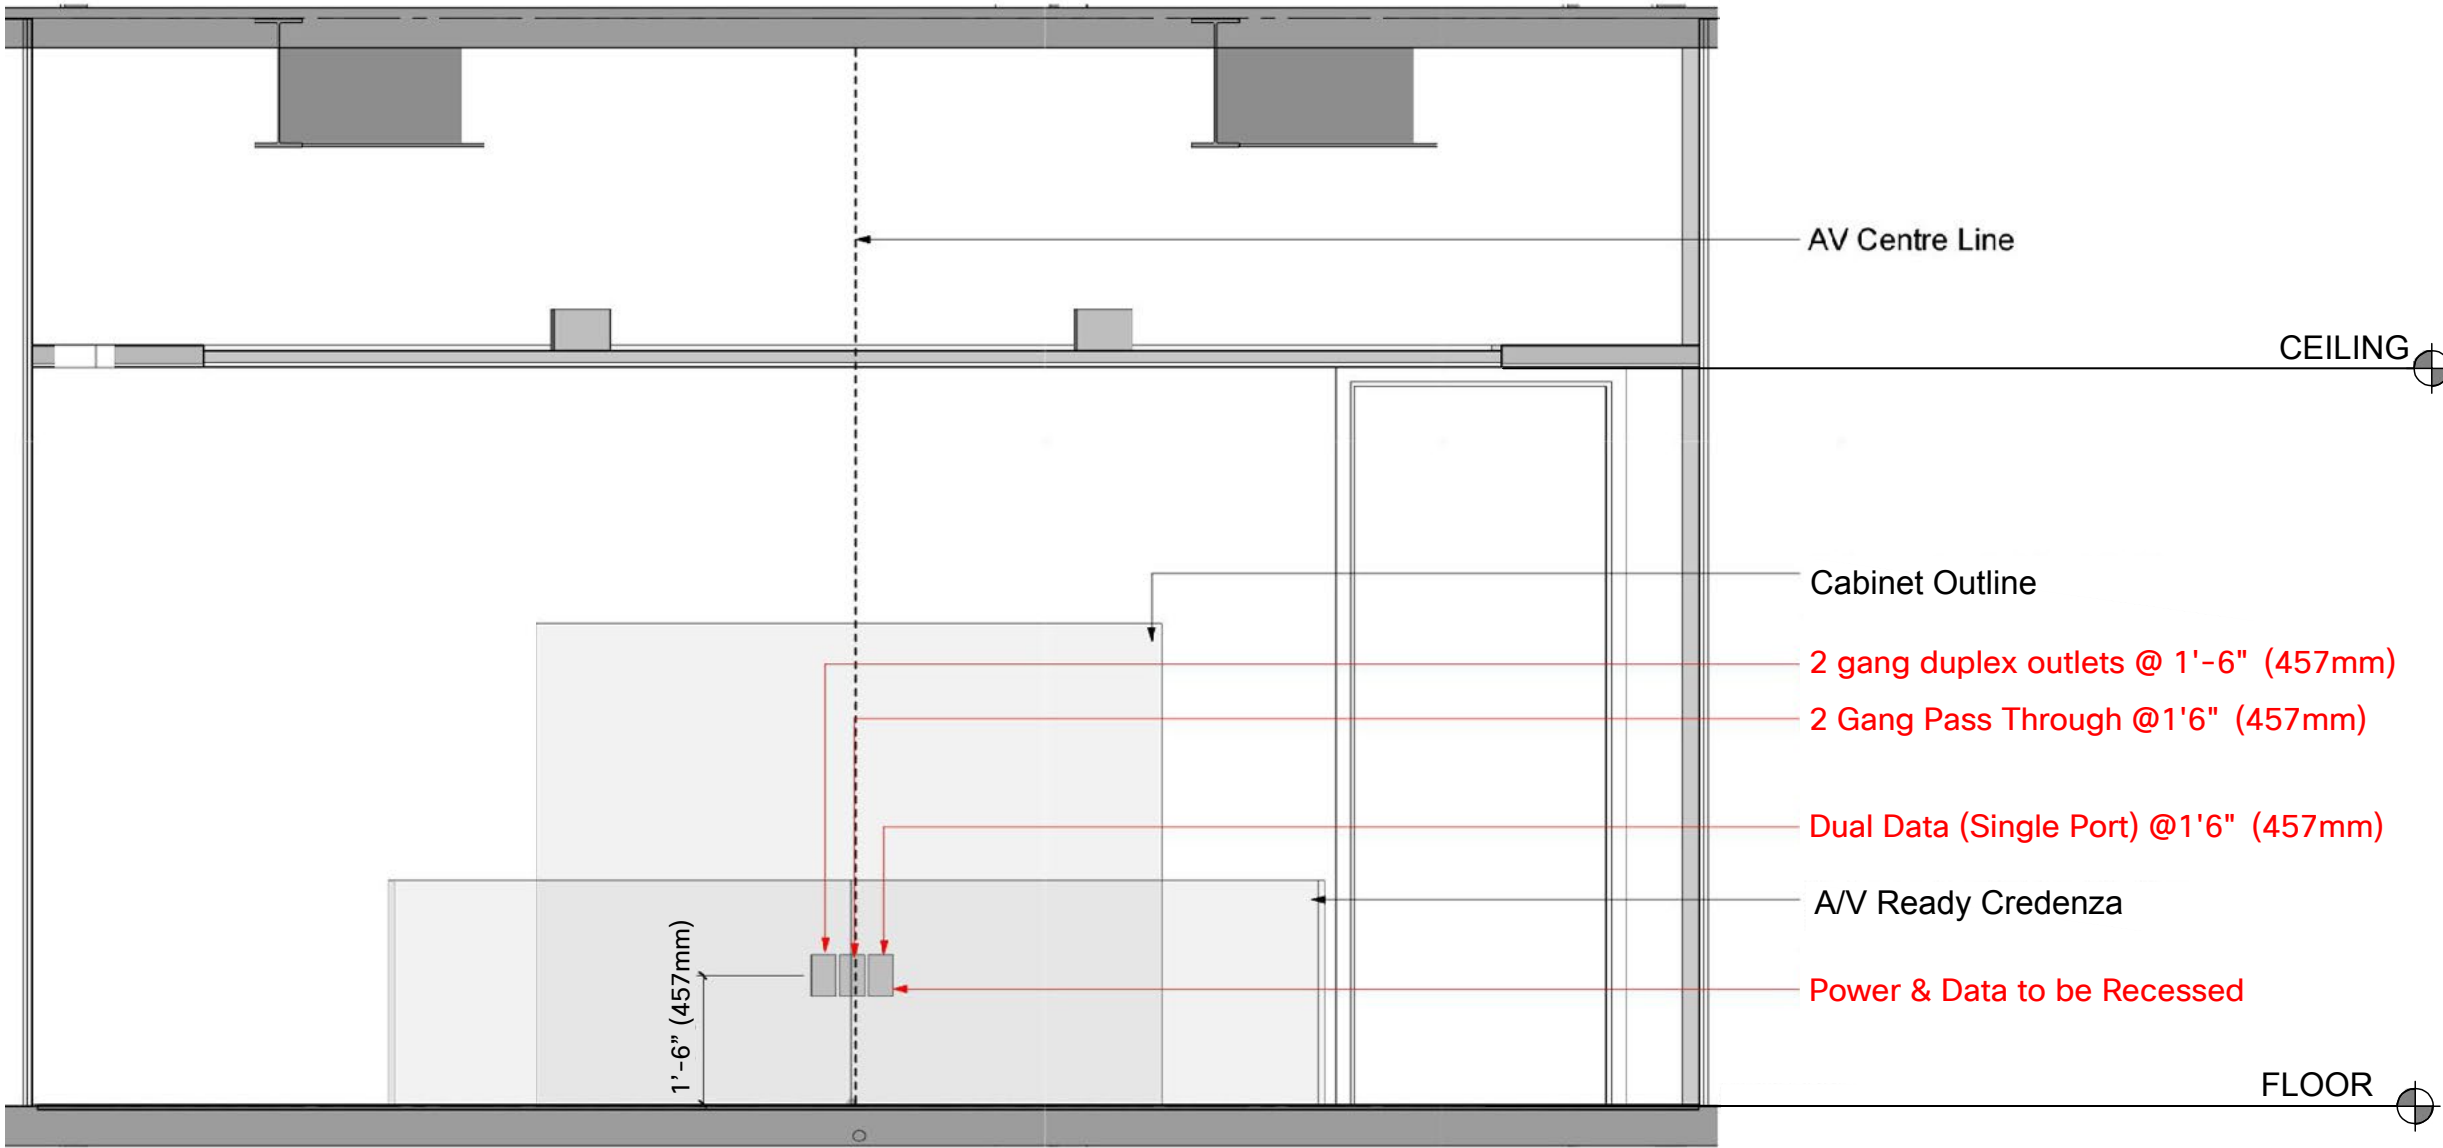 AV Centre Line
CEILING
Cabinet Outline
2 gang duplex outlets @ 1'-6" (457mm)
2 Gang Pass Through @1'6" (457mm)
Dual Data (Single Port) @1'6" (457mm)
A/V Ready Credenza
1'-6” (457mm)
Power & Data to be Recessed
FLOOR